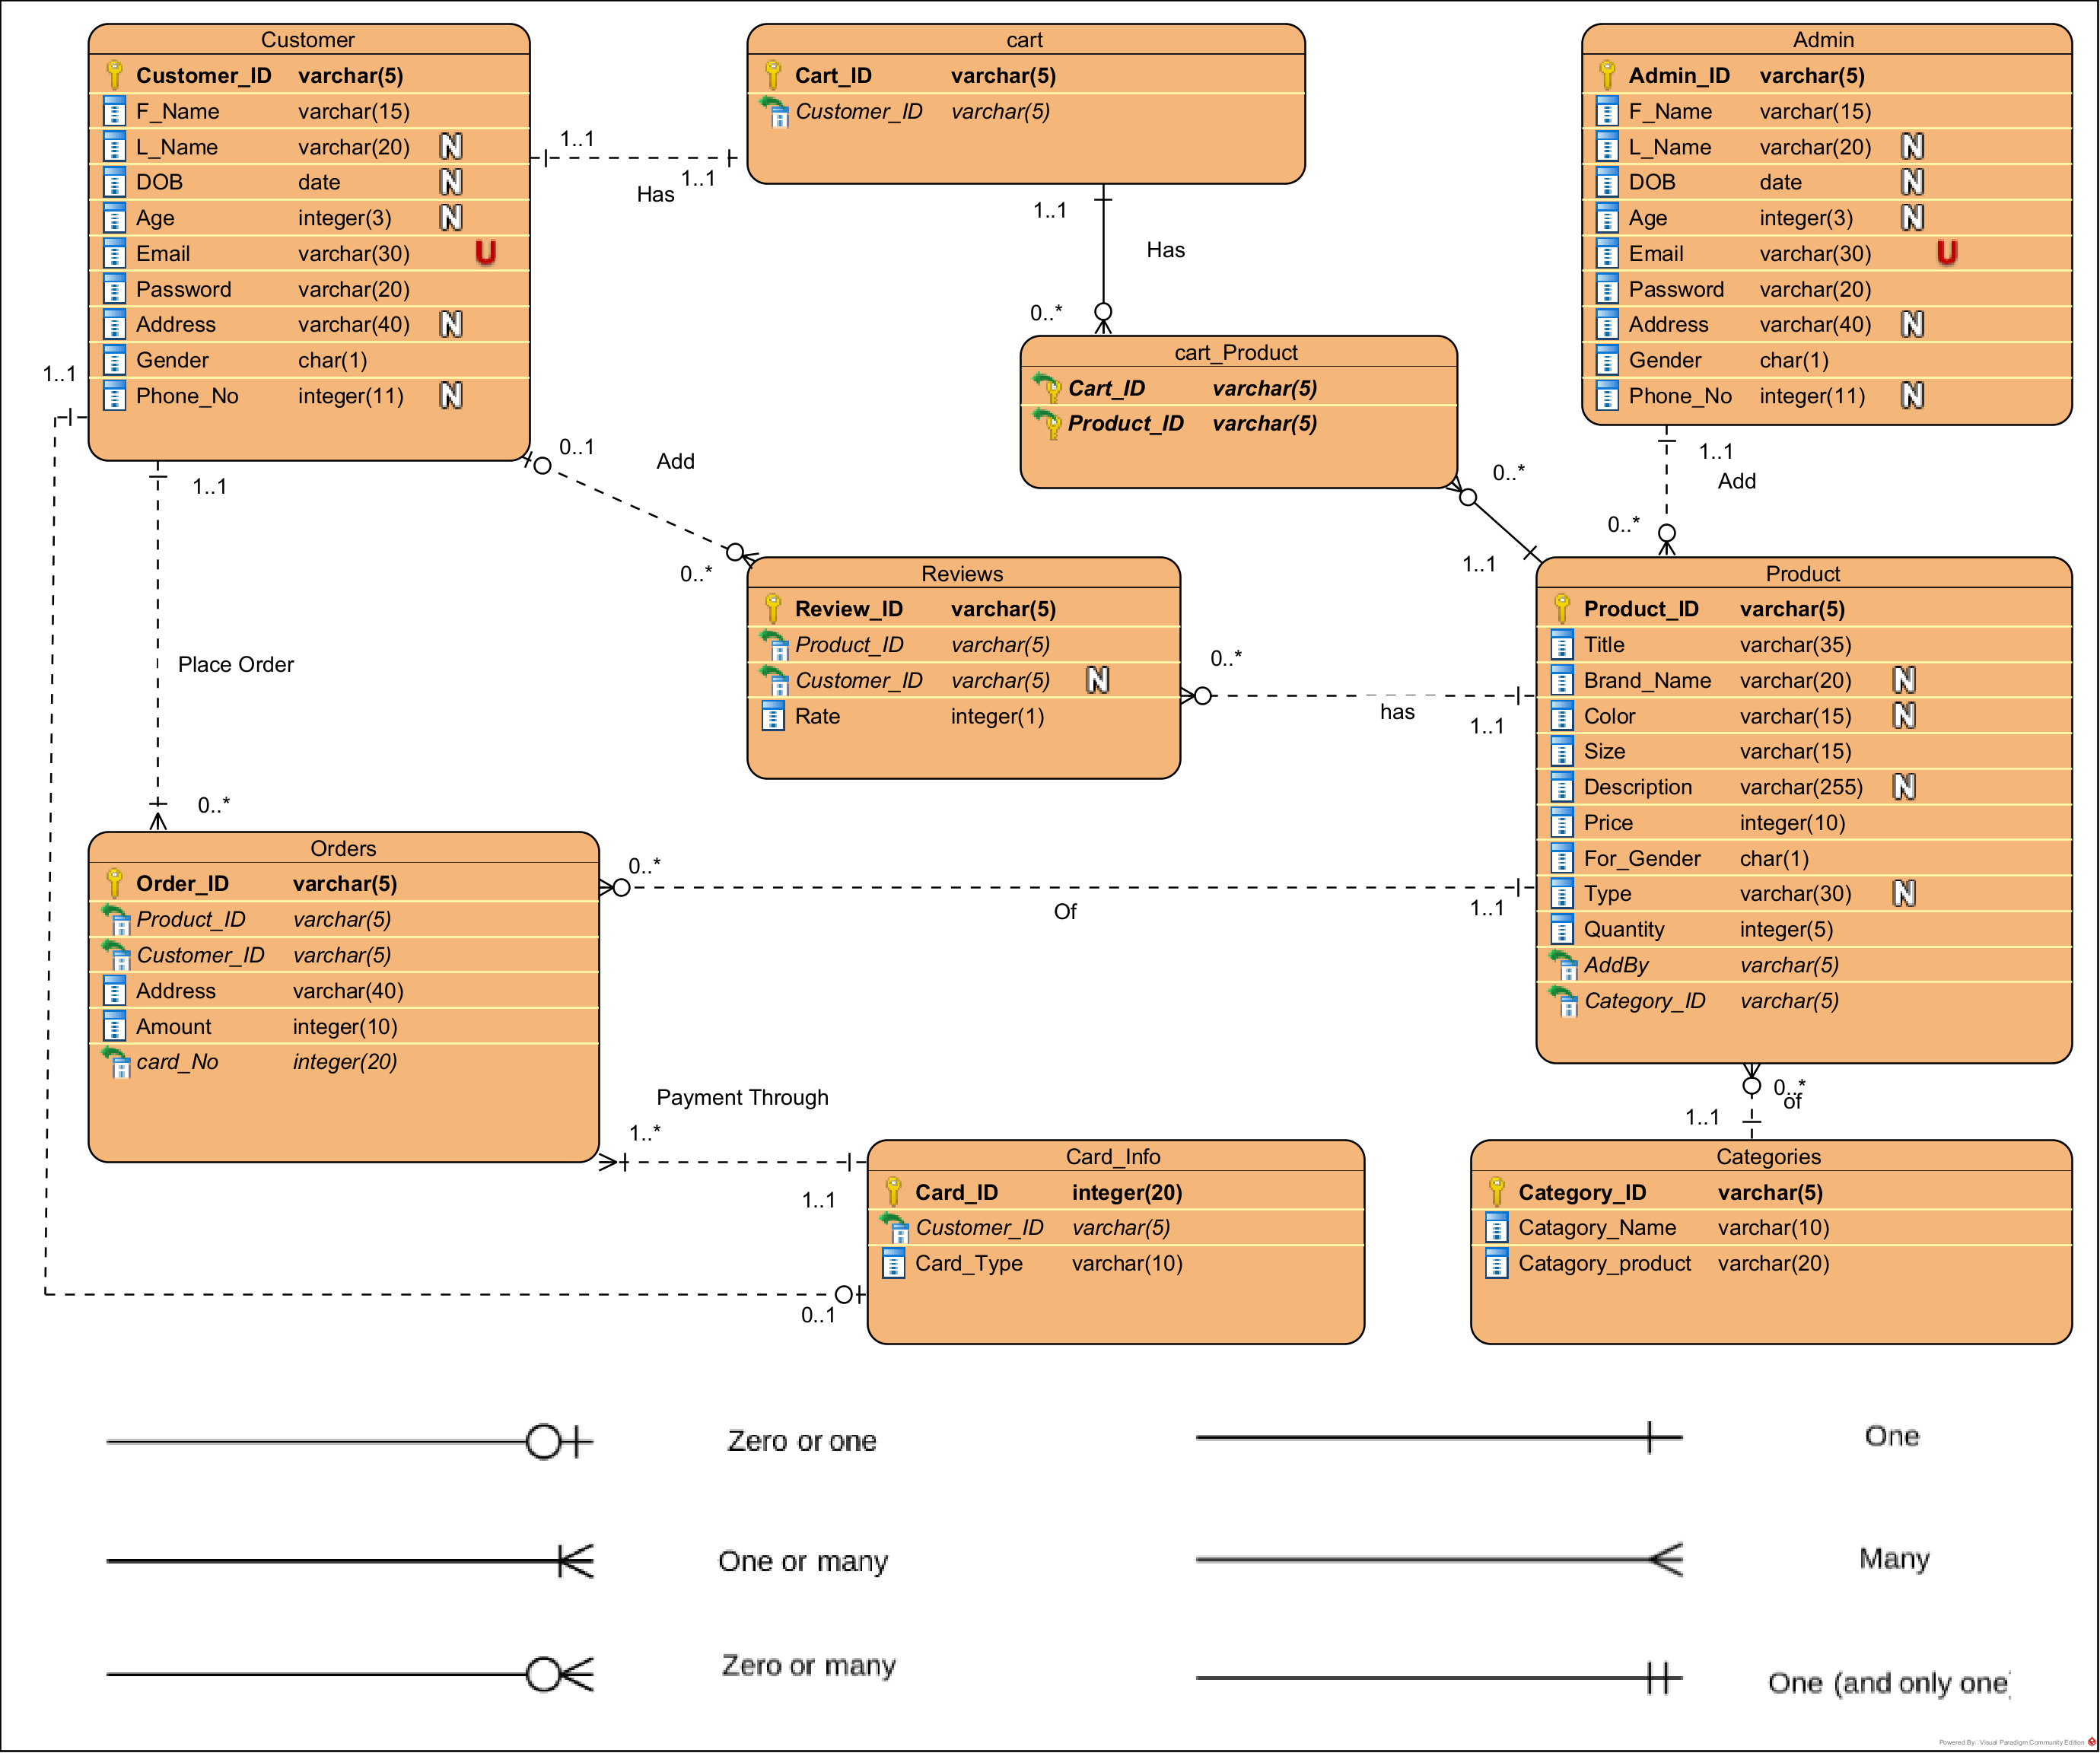 Customer
Customer_ID varchar(5)
F_Name varchar(15)
L_Name varchar(20) N
DOB date N
Age integer(3) N
Email varchar(30) U
Password varchar(20)
Address varchar(40) N
Gender char(1)
Phone_No integer(11) N
cart
Cart_ID varchar(5)
Customer_ID varchar(5)
Admin
Admin_ID varchar(5)
F_Name varchar(15)
L_Name varchar(20) N
DOB date N
Age integer(3) N
Email varchar(30) U
Password varchar(20)
Address varchar(40) N
Gender char(1)
Phone_No integer(11) N
1..1
1..1
Has
1..1
Has
0..*
cart_Product
Cart_ID varchar(5)
Product_ID varchar(5)
1..1
1..1
0..1
Add
0..*
0..*
1..1
1..1
Add
0..*
Reviews
Review_ID varchar(5)
Product_ID varchar(5)
Customer_ID varchar(5) N
Rate integer(1)
Product
Product_ID varchar(5)
Title varchar(35)
Brand_Name varchar(20) N
Color varchar(15) N
Size varchar(15)
Description varchar(255) N
Price integer(10)
For_Gender char(1)
Type varchar(30) N
Quantity integer(5)
AddBy varchar(5)
Category_ID varchar(5)
Place Order
0..*
0..*
has
1..1
Orders
Order_ID varchar(5)
Product_ID varchar(5)
Customer_ID varchar(5)
Address varchar(40)
Amount integer(10)
card_No integer(20)
0..*
Of
1..1
Payment Through
1..*
1..1
0..1
Card_Info
Card_ID integer(20)
Customer_ID varchar(5)
Card_Type varchar(10)
0..*
of
1..1
Categories
Category_ID varchar(5)
Catagory_Name varchar(10)
Catagory_product varchar(20)
Zero or one
One
One or many
Many
Zero or many
One (and only one)
Powered By: Visual Paradigm Community Edition